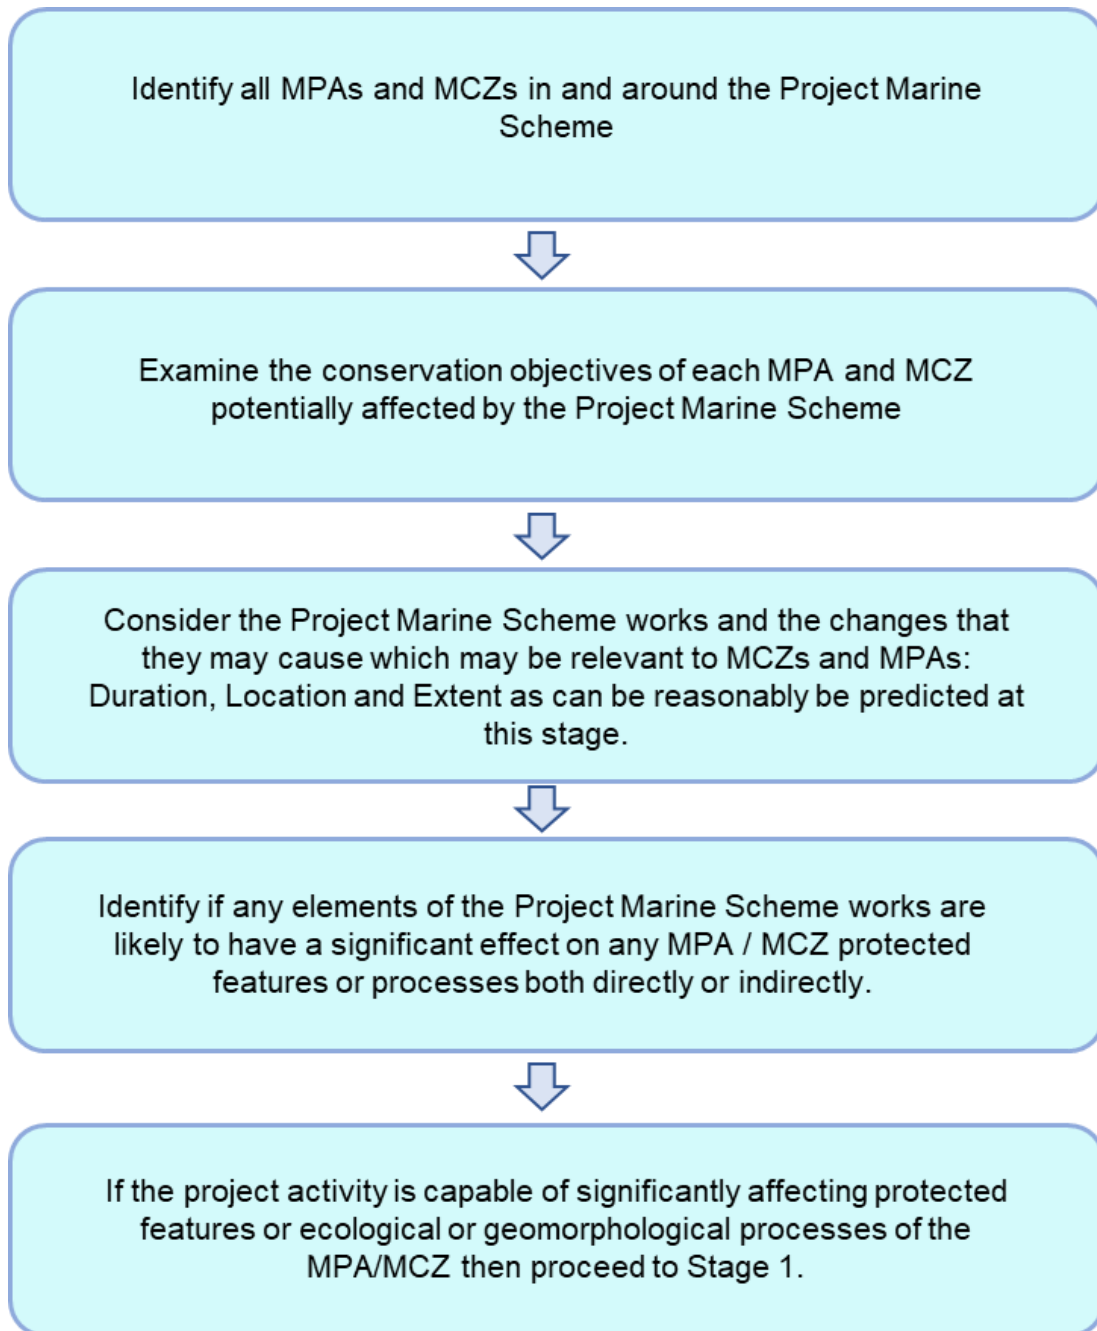 Identify all MPAs and MCZs in and around the Project Marine
Scheme
Examine the conservation objectives of each MPA and MCZ
potentially affected by the Project Marine Scheme
Consider the Project Marine Scheme works and the changes that
they may cause which may be relevant to MCZs and MPAs:
Duration, Location and Extent as can be reasonably be predicted at
this stage.
Identify if any elements of the Project Marine Scheme works are
likely to have a significant effect on any MPA / MCZ protected
features or processes both directly or indirectly.
If the project activity is capable of significantly affecting protected
features or ecological or geomorphological processes of the
MPA/MCZ then proceed to Stage 1.